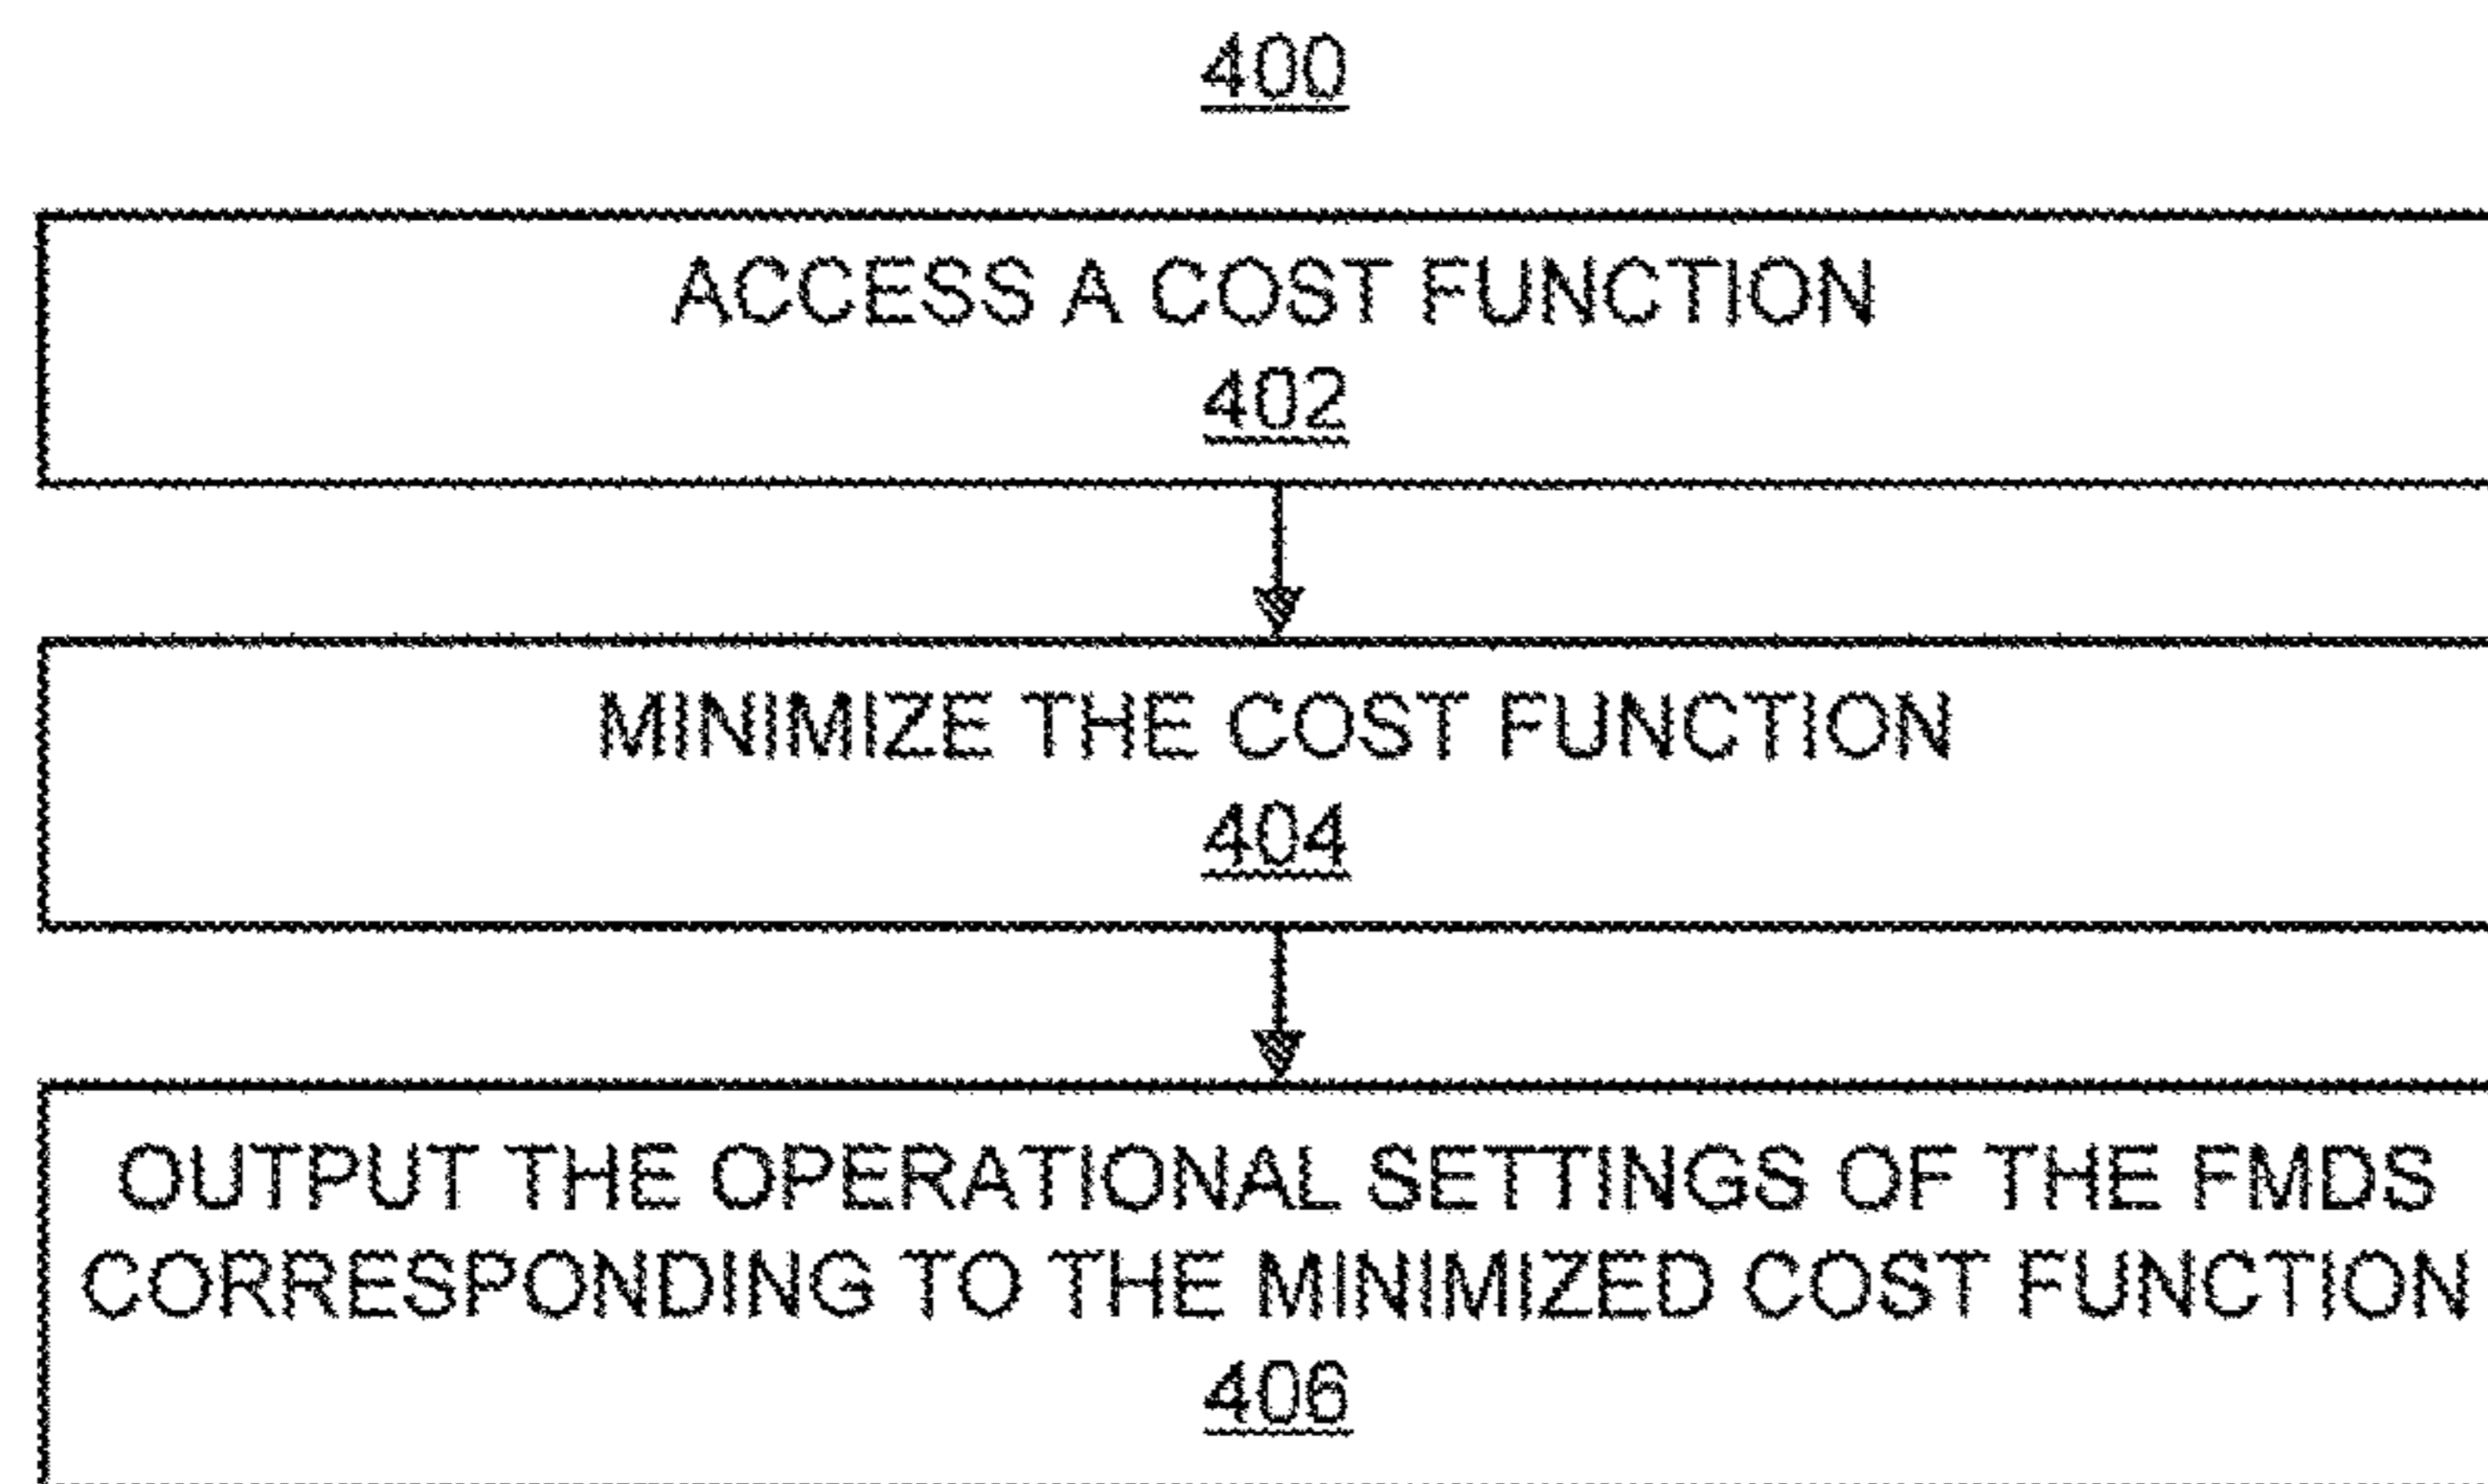 400
ACCESS A COST FUNCTION
402
MINIMIZE THE COST FUNCTION
404
OUTPUT THE OPERATIONAL SETTINGS OF THE FMDS
CORRESPONDING TO THE MINIMIZED COST FUNCTION
406